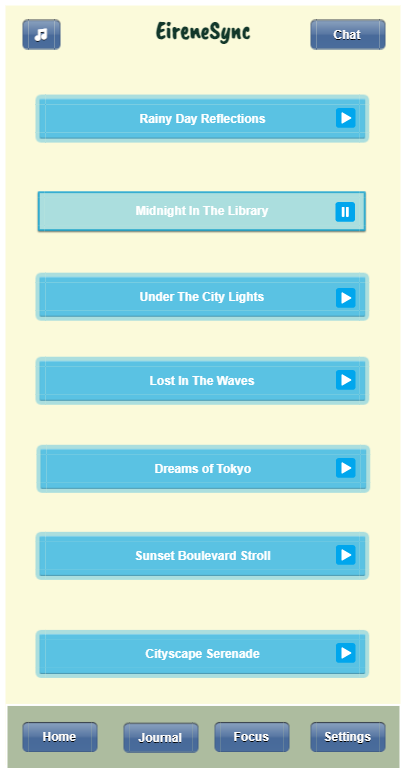 EireneSync
Chat
Rainy Day Reflections
Midnight In The Library
Under The City Lights
Lost In The Waves
Dreams of Tokyo
Sunset Boulevard Stroll
Cityscape Serenade
Home
Journal
Focus
Settings